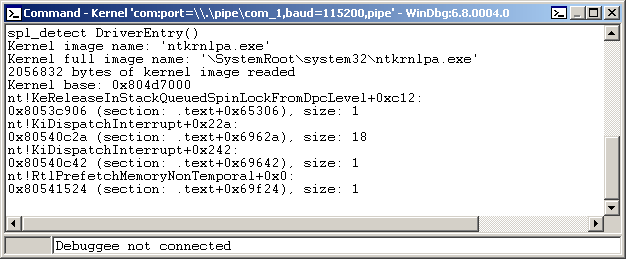 Command - Kernel 'com:port=\\.\pipe\com_1,baud=115200,pipe' - WinDbg:6.8.0004.0
spl_detect DriverEntry()
Kernel image name: 'ntkrnlpa.exe'
Kernel full image name: '\SystemRoot\system32\ntkrnlpa.exe'
2056832 bytes of kernel image readed
Kernel base: 0x804d7000
nt!KeReleaseInStackQueuedSpinLockFromDpcLevel+0xc12:
0x8053c906 (section: .text+0x65306), size: 1
nt!KiDispatchInterrupt+0x22a:
0x80540c2a (section: .text+0x6962a), size: 18
nt!KiDispatchInterrupt+0x242:
0x80540c42 (section: .text+0x69642), size: 1
nt!RtlPrefetchMemoryNonTemporal+0x0:
0x80541524 (section: .text+0x69f24), size: 1
Debuggee not connected